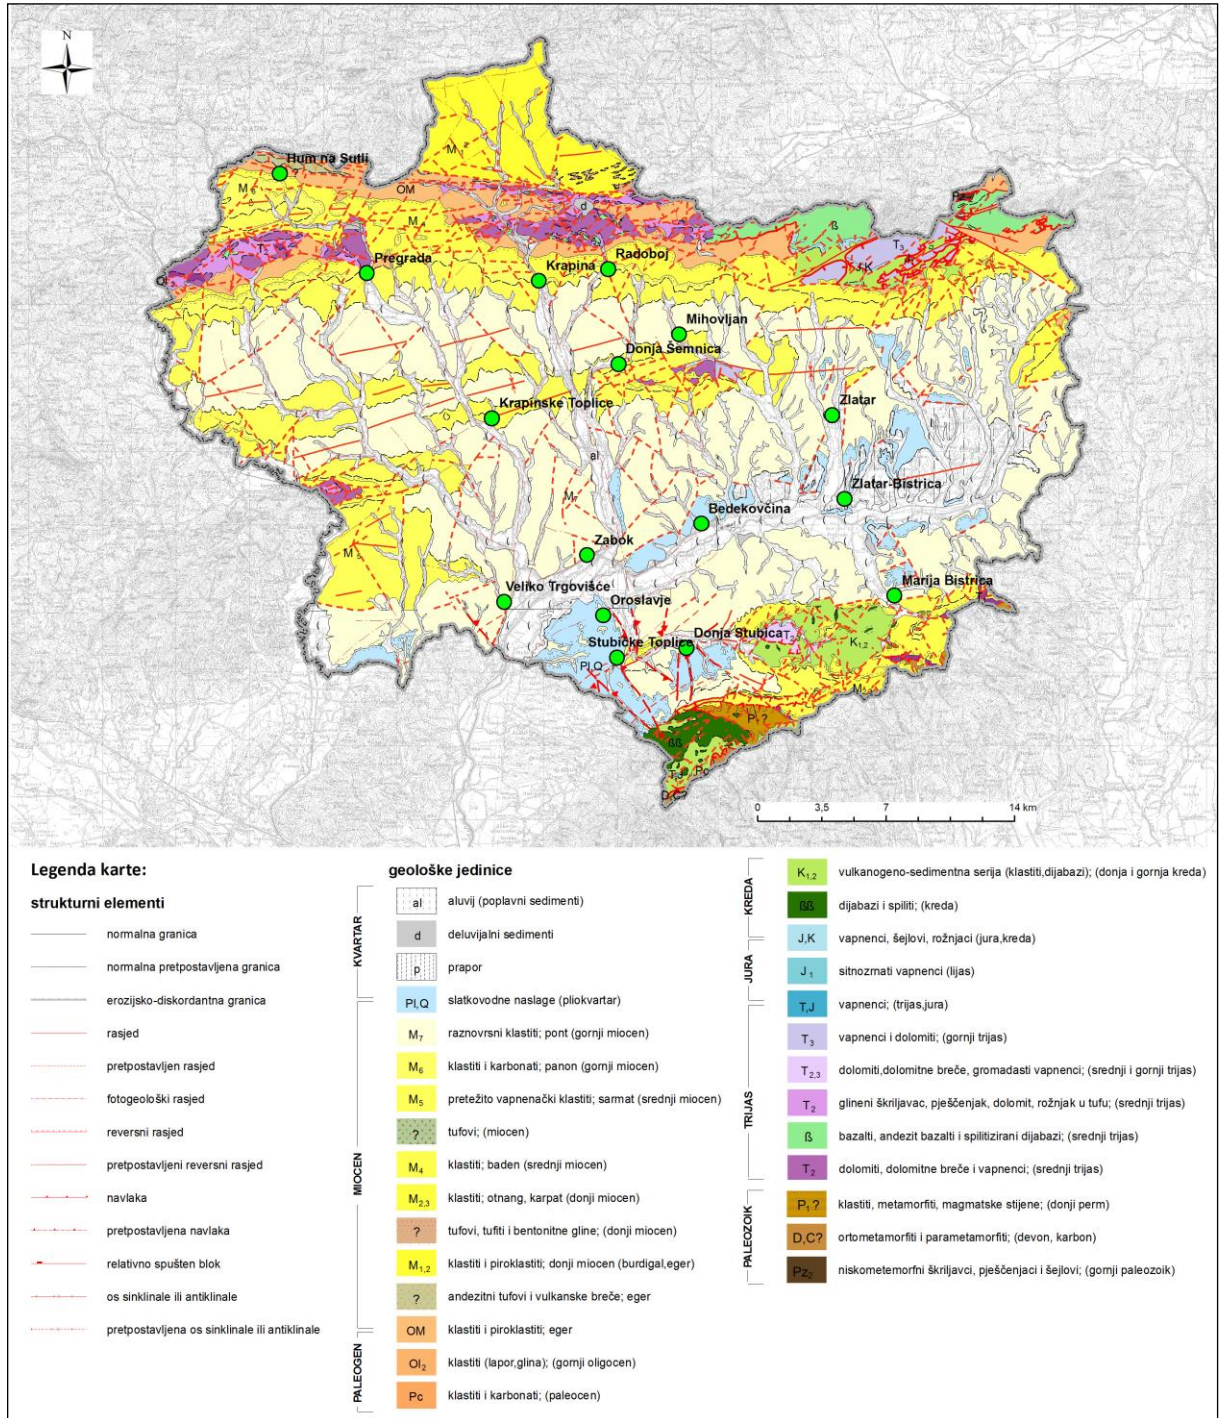 N
Hum na Sutli
M
OM
M
d
T
Pregrada
Krapina
Radoboj
ß
T₃
J,K
Mihovljan
Donja Šemnica
Krapinske Toplice
Zlatar
al
Zlatar-Bistrica
M₇
Bedekovčina
Zabok
M
Veliko Trgovišće
Oroslavje
Marija Bistrica
Stubičke Toplice
Donja Stubica
T
K₁,₂
Pl,Q
P₁?
ßß
T,J
Pc
D,C?
0 3,5 7 14 km
Legenda karte:
strukturni elementi
normalna granica
normalna pretpostavljena granica
erozijsko-diskordantna granica
rasjed
pretpostavljen rasjed
fotogeološki rasjed
reversni rasjed
pretpostavljeni reversni rasjed
navlaka
pretpostavljena navlaka
relativno spušten blok
os sinklinale ili antiklinale
pretpostavljena os sinklinale ili antiklinale
geološke jedinice
KVARTAR
al aluvij (poplavni sedimenti)
d deluvijalni sedimenti
p prapor
Pl,Q slatkovodne naslage (pliokvartar)
MIOCEN
M₇ raznovrsni klastiti; pont (gornji miocen)
M₆ klastiti i karbonati; panon (gornji miocen)
M₅ pretežito vapnenački klastiti; sarmat (srednji miocen)
? tufovi; (miocen)
M₄ klastiti; baden (srednji miocen)
M₂,₃ klastiti; otnang, karpat (donji miocen)
? tufovi, tufiti i bentonitne gline; (donji miocen)
M₁,₂ klastiti i piroklastiti; donji miocen (burdigal,eger)
? andezitni tufovi i vulkanske breče; eger
PALEOGEN
OM klastiti i piroklastiti; eger
Ol₂ klastiti (lapor,glina); (gornji oligocen)
Pc klastiti i karbonati; (paleocen)
KREDA
K₁,₂ vulkanogeno-sedimentna serija (klastiti,dijabazi); (donja i gornja kreda)
ßß dijabazi i spiliti; (kreda)
JURA
J,K vapnenci, šejlovi, rožnjaci (jura,kreda)
J₁ sitnozrnati vapnenci (lijas)
TRIJAS
T,J vapnenci; (trijas,jura)
T₃ vapnenci i dolomiti; (gornji trijas)
T₂,₃ dolomiti,dolomitne breče, gromadasti vapnenci; (srednji i gornji trijas)
T₂ glineni škriljavac, pješčenjak, dolomit, rožnjak u tufu; (srednji trijas)
ß bazalti, andezit bazalti i spilitizirani dijabazi; (srednji trijas)
T₂ dolomiti, dolomitne breče i vapnenci; (srednji trijas)
PALEOZOIK
P₁? klastiti, metamorfiti, magmatske stijene; (donji perm)
D,C? ortometamorfiti i parametamorfiti; (devon, karbon)
Pz₂ niskometemorfni škriljavci, pješčenjaci i šejlovi; (gornji paleozoik)